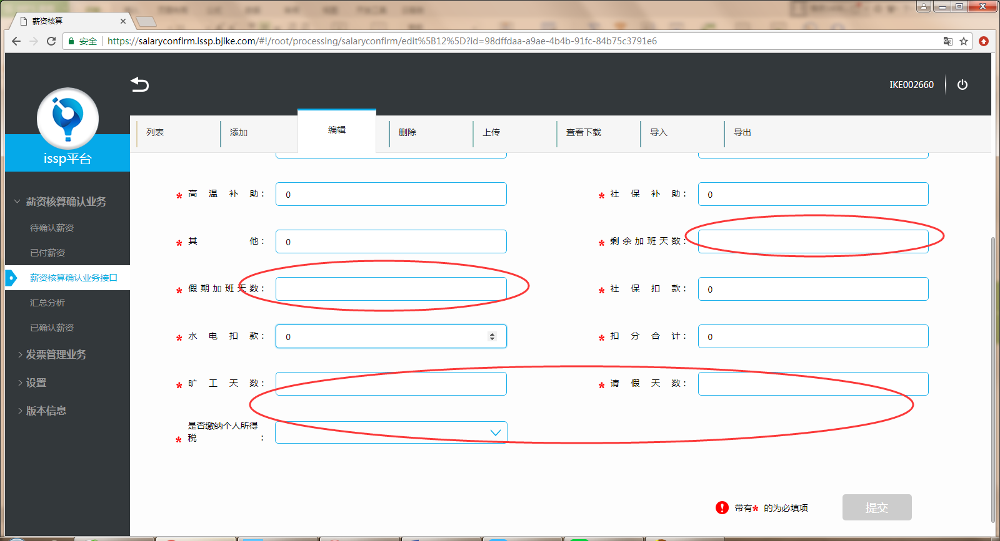 薪资核算
安全 https://salaryconfirm.issp.bjike.com/#!/root/processing/salaryconfirm/edit%5B12%5D?id=98dffdaa-a9ae-4b4b-91fc-84b75c3791e6
IKE002660
issp平台
列表 添加 编辑 删除 上传 查看下载 导入 导出
薪资核算确认业务
待确认薪资
已付薪资
薪资核算确认业务接口
汇总分析
已确认薪资
发票管理业务
设置
版本信息
* 高温补助： 0
* 社保补助： 0
* 其他： 0
* 剩余加班天数：
* 假期加班天数：
* 社保扣款： 0
* 水电扣款： 0
* 扣分合计： 0
* 旷工天数：
* 请假天数：
* 是否缴纳个人所得
税：
带有* 的为必填项
提交